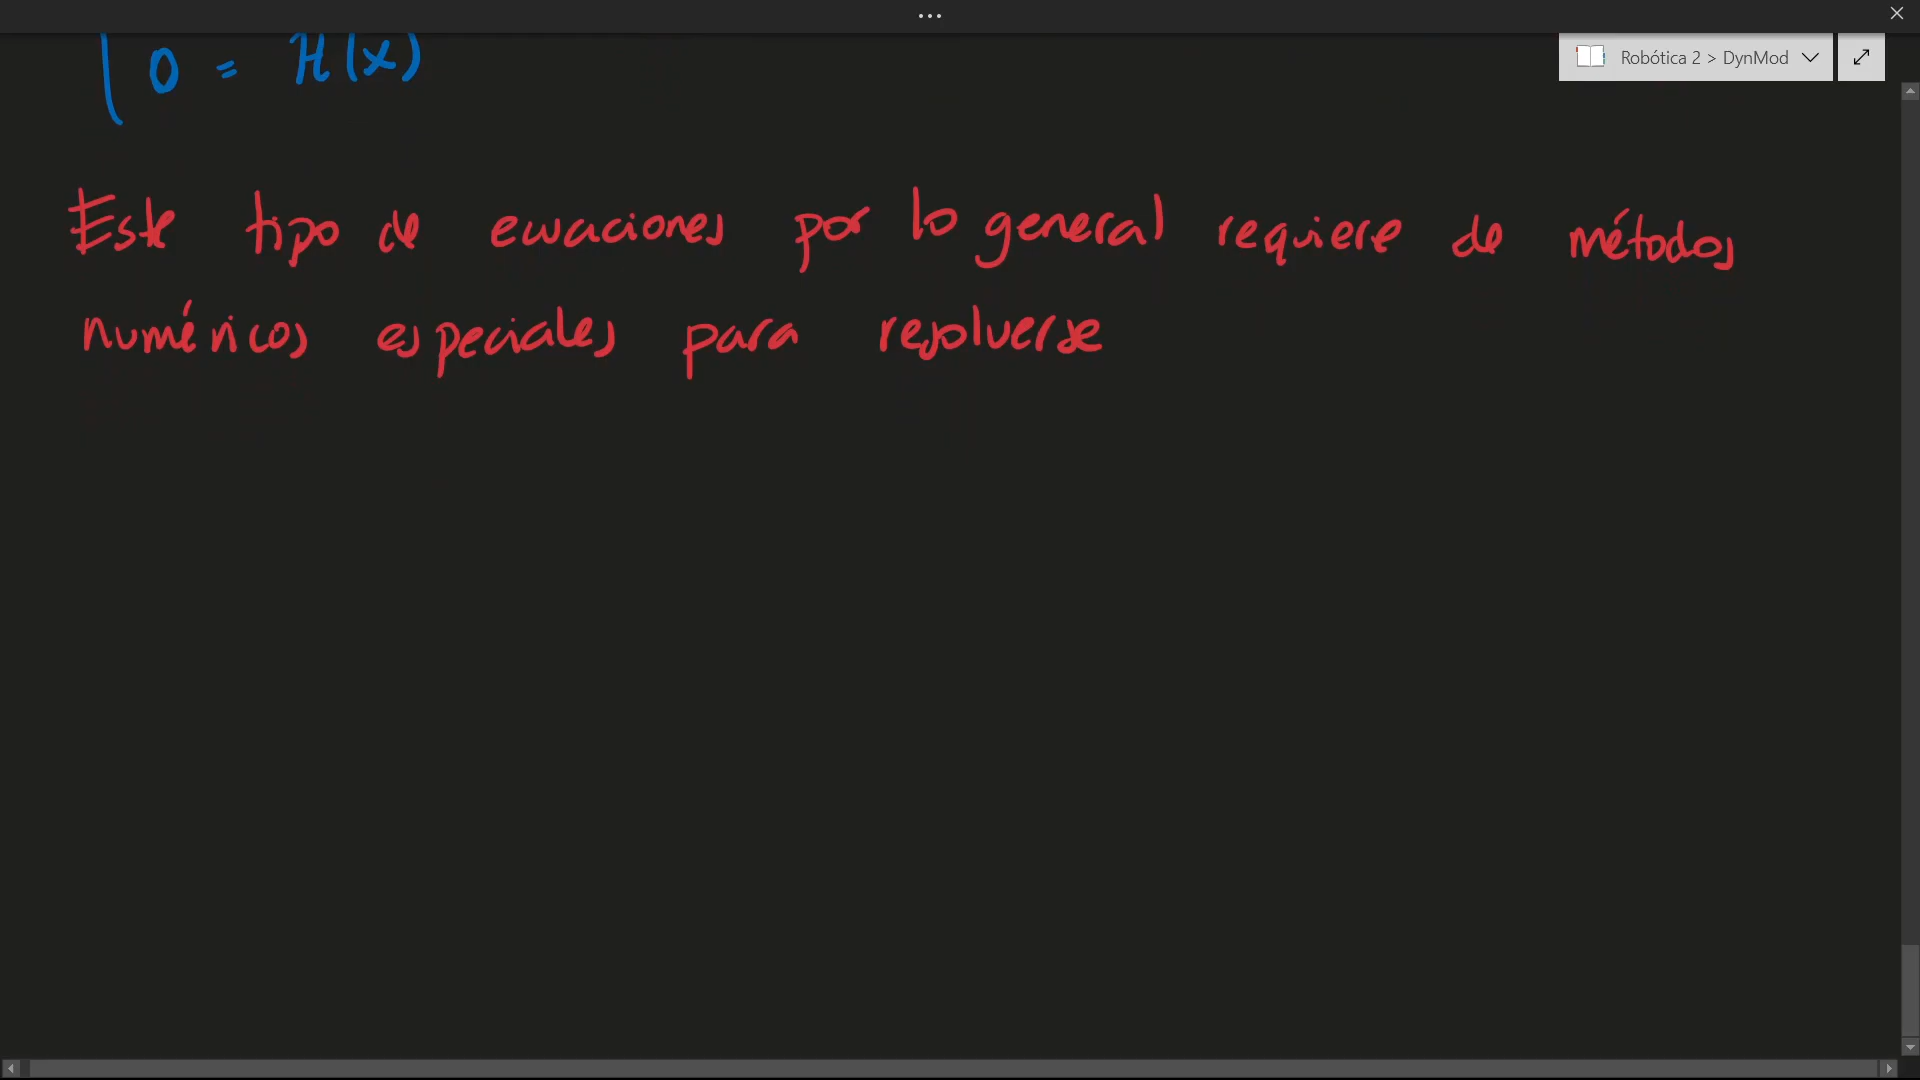 Robótica 2 > DynMod
0 = H(x)
Este tipo de ecuaciones por lo general requiere de métodos
numéricos especiales para resolverse